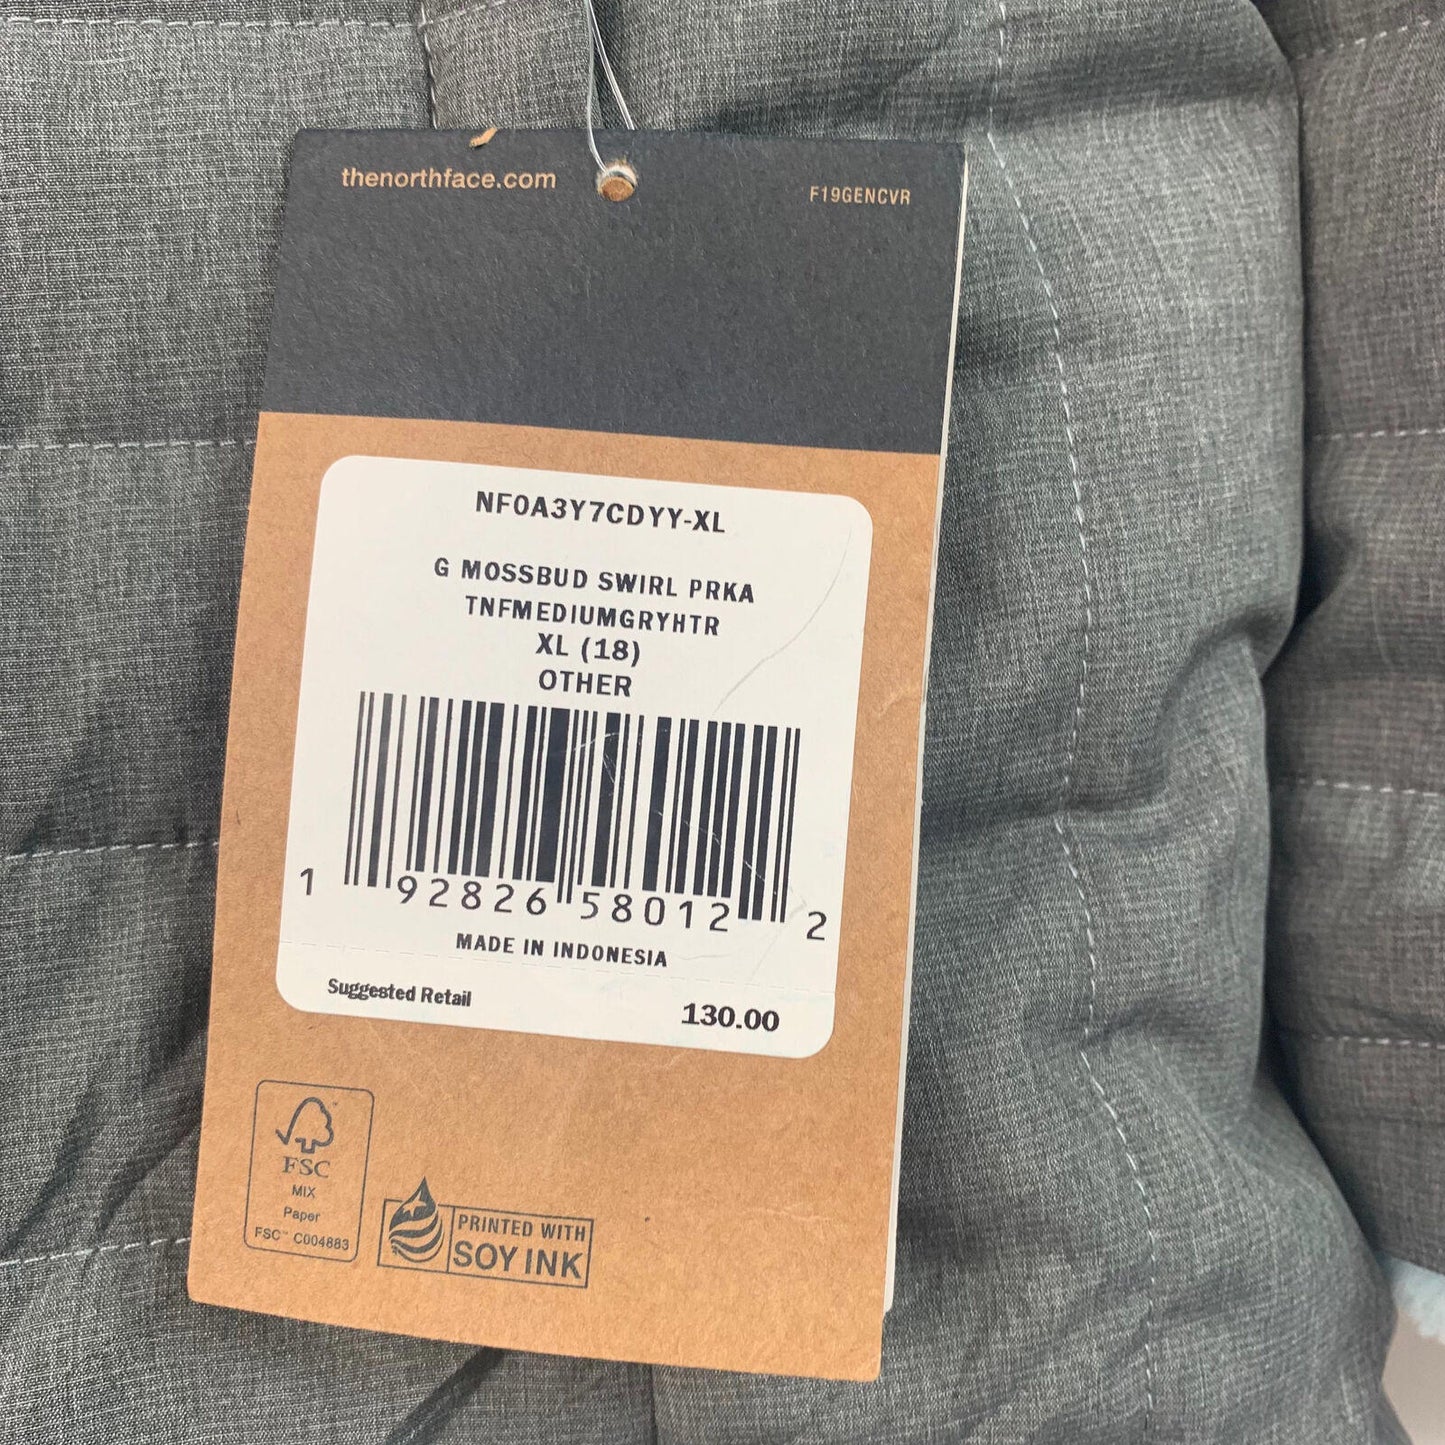 thenorthface.com
F19GENCVR
NF0A3Y7CDYY-XL
G MOSSBUD SWIRL PRKA
TNFMEDIUMGRYHTR
XL (18)
OTHER
1 92826 58012 2
MADE IN INDONESIA
Suggested Retail 130.00
FSC
MIX
Paper
FSC™ C004883
PRINTED WITH
SOY INK